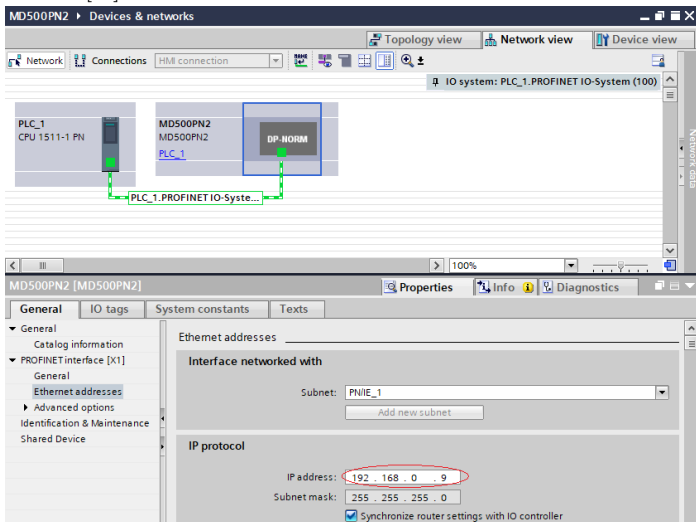 MD500PN2 ▸ Devices & networks
Topology view Network view Device view
Network Connections HMI connection
IO system: PLC_1.PROFINET IO-System (100)
PLC_1
CPU 1511-1 PN
MD500PN2
MD500PN2
PLC_1
DP-NORM
PLC_1.PROFINET IO-Syste...
Network data
100%
MD500PN2 [MD500PN2]
Properties Info Diagnostics
General IO tags System constants Texts
General
Catalog information
PROFINET interface [X1]
General
Ethernet addresses
Advanced options
Identification & Maintenance
Shared Device
Ethernet addresses
Interface networked with
Subnet: PN/IE_1
Add new subnet
IP protocol
IP address: 192 . 168 . 0 . 9
Subnet mask: 255 . 255 . 255 . 0
Synchronize router settings with IO controller